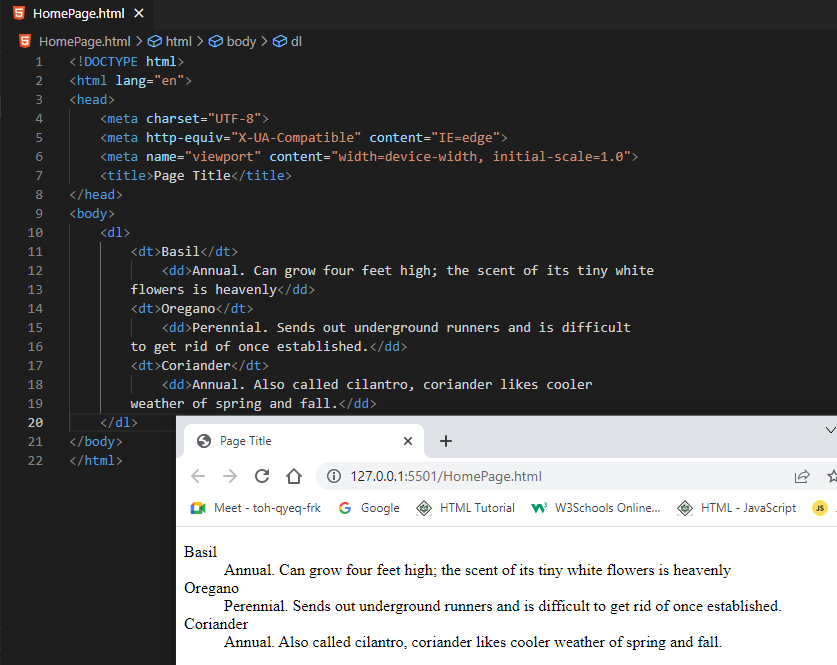 HomePage.html
HomePage.html > html > body > dl
1 <!DOCTYPE html>
2 <html lang="en">
3 <head>
4 <meta charset="UTF-8">
5 <meta http-equiv="X-UA-Compatible" content="IE=edge">
6 <meta name="viewport" content="width=device-width, initial-scale=1.0">
7 <title>Page Title</title>
8 </head>
9 <body>
10 <dl>
11 <dt>Basil</dt>
12 <dd>Annual. Can grow four feet high; the scent of its tiny white
13 flowers is heavenly</dd>
14 <dt>Oregano</dt>
15 <dd>Perennial. Sends out underground runners and is difficult
16 to get rid of once established.</dd>
17 <dt>Coriander</dt>
18 <dd>Annual. Also called cilantro, coriander likes cooler
19 weather of spring and fall.</dd>
20 </dl>
21 </body>
22 </html>
Page Title
127.0.0.1:5501/HomePage.html
Meet - toh-qyeq-frk Google HTML Tutorial W3Schools Online... HTML - JavaScript JS
Basil
Annual. Can grow four feet high; the scent of its tiny white flowers is heavenly
Oregano
Perennial. Sends out underground runners and is difficult to get rid of once established.
Coriander
Annual. Also called cilantro, coriander likes cooler weather of spring and fall.